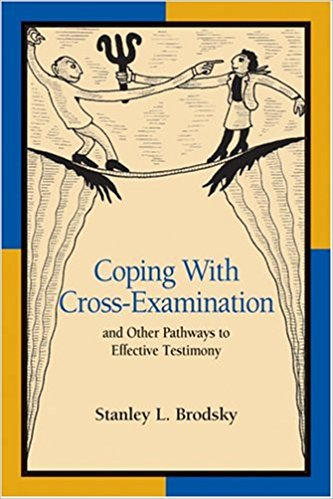 Coping With
Cross-Examination
and Other Pathways to
Effective Testimony
Stanley L. Brodsky